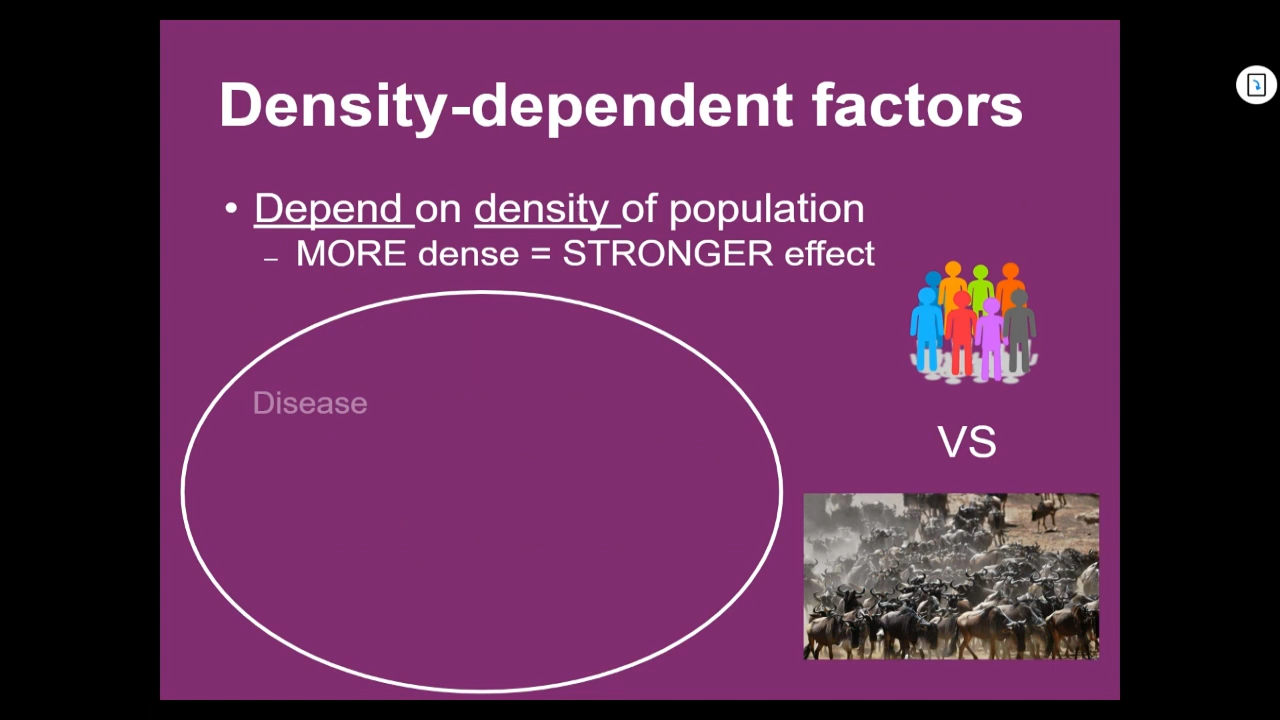 Density-dependent factors
• Depend on density of population
– MORE dense = STRONGER effect
Disease
VS